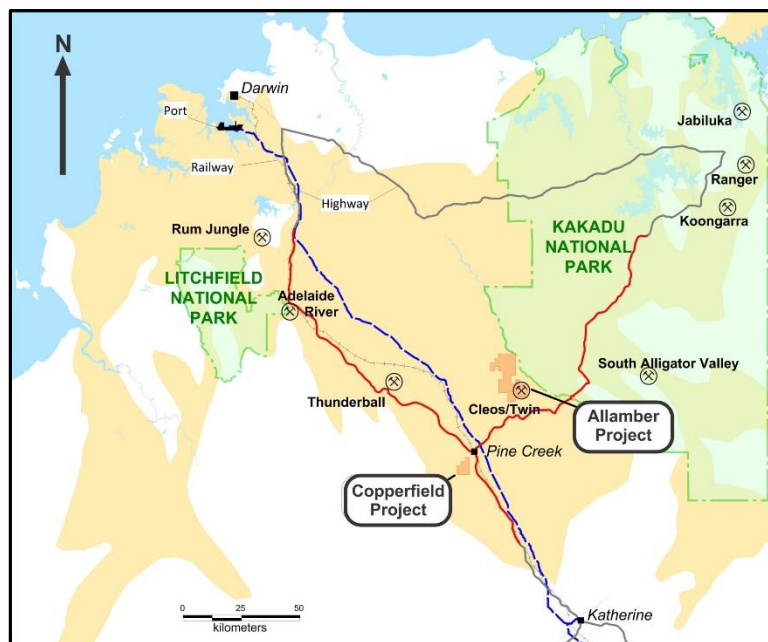 N
Darwin
Port
Jabiluka
Railway
Ranger
Highway
Koongarra
Rum Jungle
KAKADU
NATIONAL
PARK
LITCHFIELD
NATIONAL
PARK
Adelaide
River
South Alligator Valley
Thunderball
Cleos/Twin
Allamber
Project
Pine Creek
Copperfield
Project
0 25 50
kilometers
Katherine